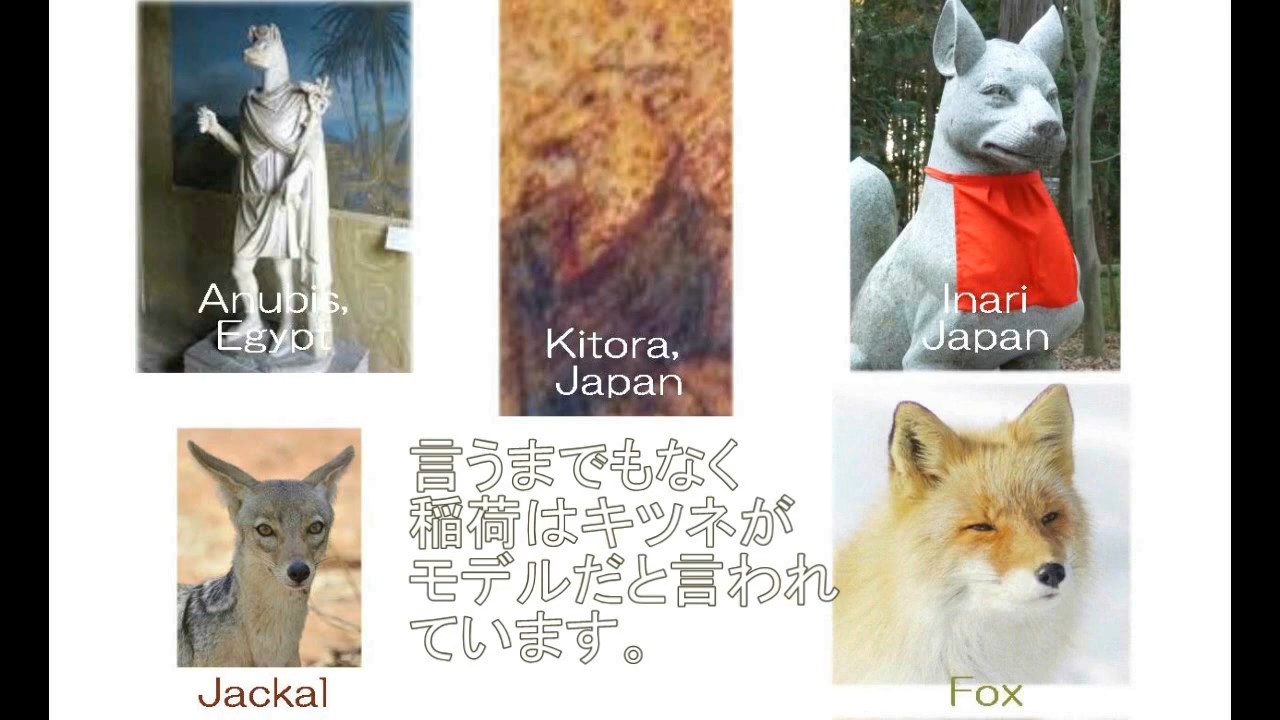 Anubis,
Egypt
Kitora,
Japan
Inari
Japan
言うまでもなく
稲荷はキツネが
モデルだと言われ
ています。
Jackal
Fox